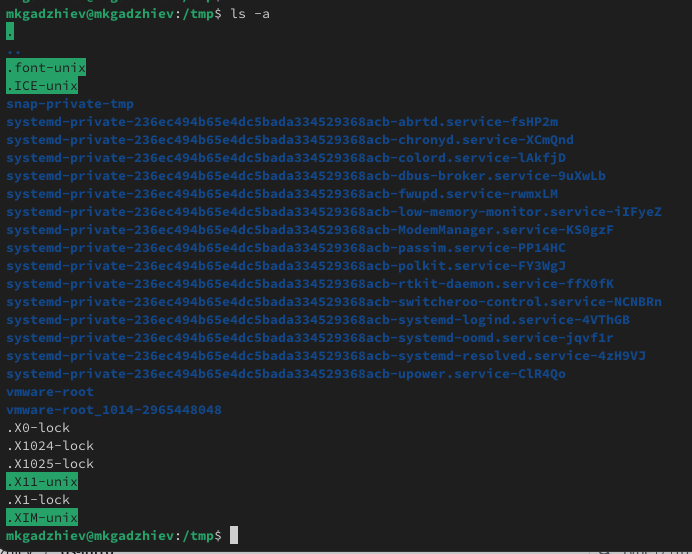 mkgadzhiev@mkgadzhiev:/tmp$ ls -a
.
..
.font-unix
.ICE-unix
snap-private-tmp
systemd-private-236ec494b65e4dc5bada334529368acb-abrtd.service-fsHP2m
systemd-private-236ec494b65e4dc5bada334529368acb-chronyd.service-XCmQnd
systemd-private-236ec494b65e4dc5bada334529368acb-colord.service-lAkfjD
systemd-private-236ec494b65e4dc5bada334529368acb-dbus-broker.service-9uXwLb
systemd-private-236ec494b65e4dc5bada334529368acb-fwupd.service-rwmxLM
systemd-private-236ec494b65e4dc5bada334529368acb-low-memory-monitor.service-iIFyeZ
systemd-private-236ec494b65e4dc5bada334529368acb-ModemManager.service-KS0gzF
systemd-private-236ec494b65e4dc5bada334529368acb-passim.service-PP14HC
systemd-private-236ec494b65e4dc5bada334529368acb-polkit.service-FY3WgJ
systemd-private-236ec494b65e4dc5bada334529368acb-rtkit-daemon.service-ffX0fK
systemd-private-236ec494b65e4dc5bada334529368acb-switcheroo-control.service-NCNBRn
systemd-private-236ec494b65e4dc5bada334529368acb-systemd-logind.service-4VThGB
systemd-private-236ec494b65e4dc5bada334529368acb-systemd-oomd.service-jqvf1r
systemd-private-236ec494b65e4dc5bada334529368acb-systemd-resolved.service-4zH9VJ
systemd-private-236ec494b65e4dc5bada334529368acb-upower.service-ClR4Qo
vmware-root
vmware-root_1014-2965448048
.X0-lock
.X1024-lock
.X1025-lock
.X11-unix
.X1-lock
.XIM-unix
mkgadzhiev@mkgadzhiev:/tmp$